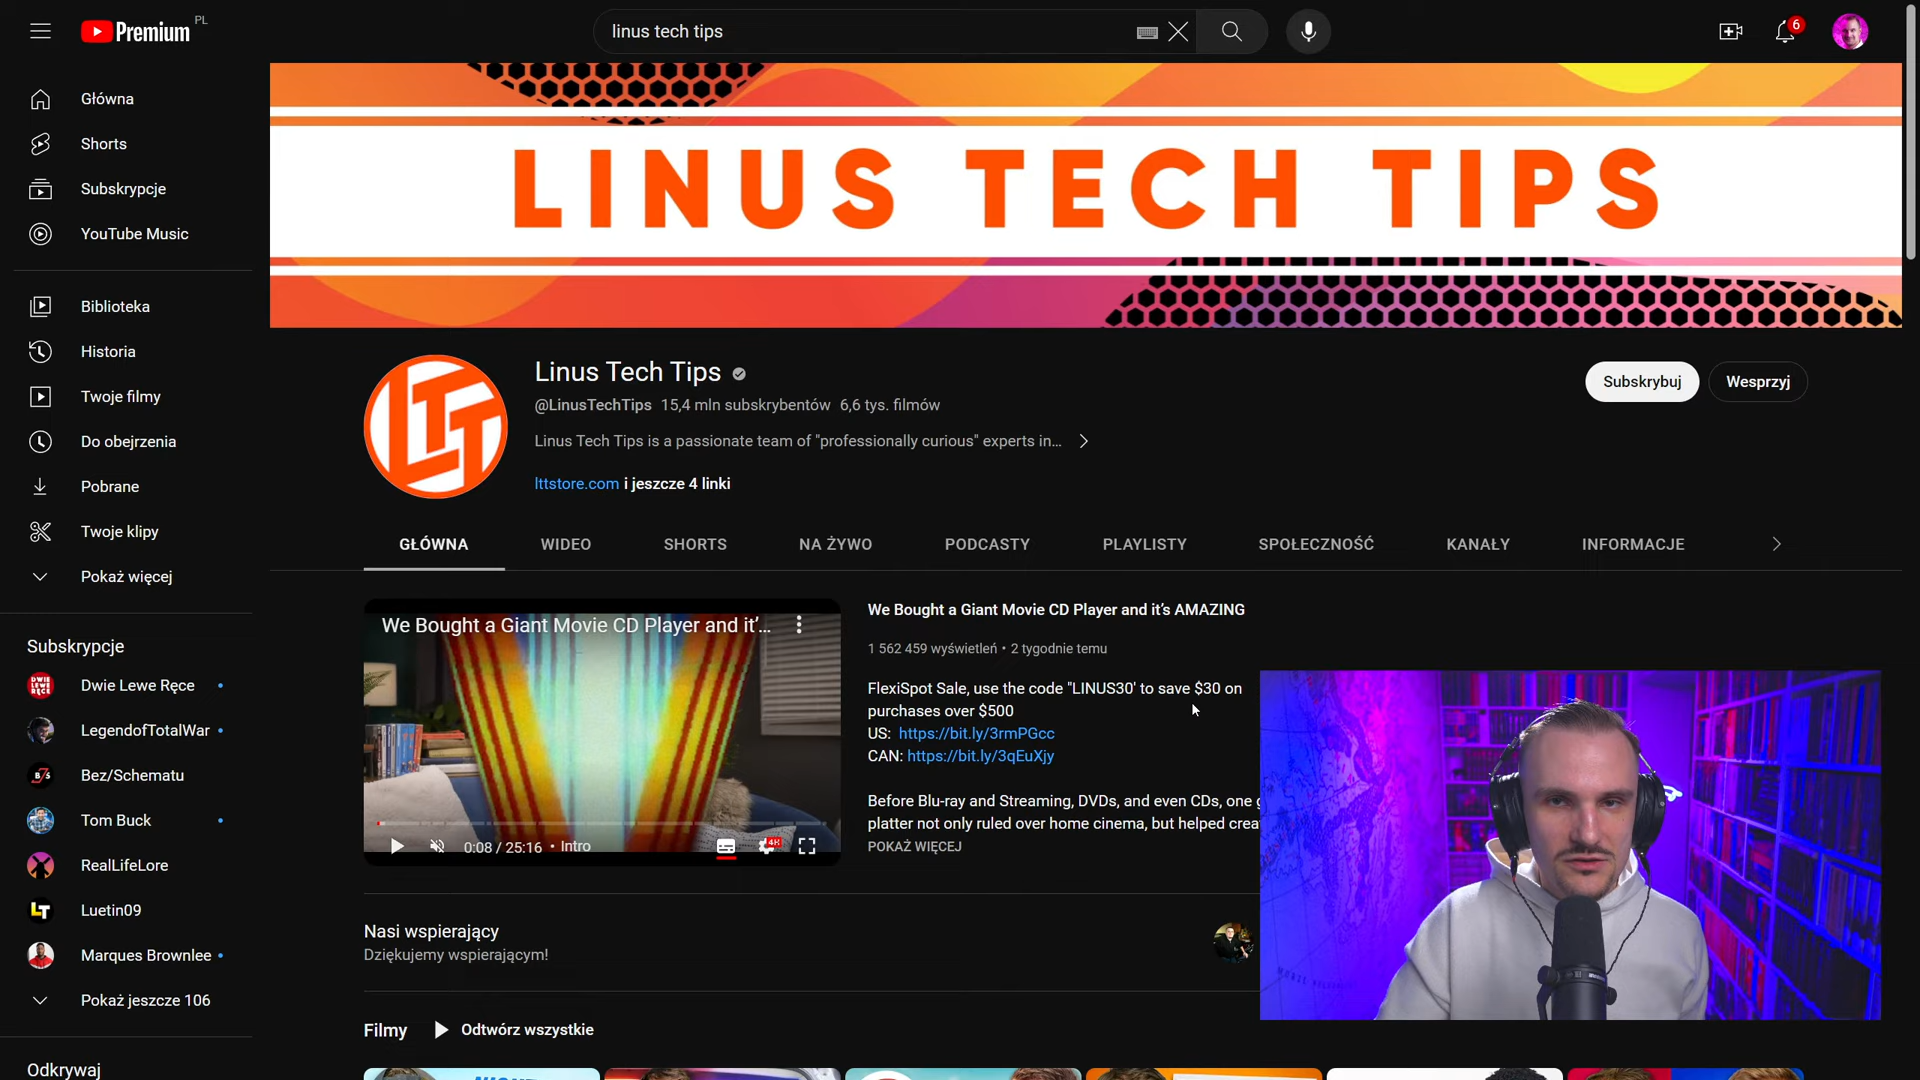 Premium PL
linus tech tips
6
Główna
Shorts
Subskrypcje
YouTube Music
Biblioteka
Historia
Twoje filmy
Do obejrzenia
Pobrane
Twoje klipy
Pokaż więcej
Subskrypcje
DWIE LEWE RĘCE
Dwie Lewe Ręce
LegendofTotalWar
B/S
Bez/Schematu
Tom Buck
RealLifeLore
LT
Luetin09
Marques Brownlee
Pokaż jeszcze 106
Odkrywaj
LINUS TECH TIPS
LTT
Linus Tech Tips
@LinusTechTips 15,4 mln subskrybentów 6,6 tys. filmów
Linus Tech Tips is a passionate team of "professionally curious" experts in...
lttstore.com i jeszcze 4 linki
Subskrybuj
Wesprzyj
GŁÓWNA WIDEO SHORTS NA ŻYWO PODCASTY PLAYLISTY SPOŁECZNOŚĆ KANAŁY INFORMACJE
We Bought a Giant Movie CD Player and it'...
0:08 / 25:16 • Intro
4K
We Bought a Giant Movie CD Player and it's AMAZING
1 562 459 wyświetleń • 2 tygodnie temu
FlexiSpot Sale, use the code "LINUS30' to save $30 on
purchases over $500
US: https://bit.ly/3rmPGcc
CAN: https://bit.ly/3qEuXjy
Before Blu-ray and Streaming, DVDs, and even CDs, one
platter not only ruled over home cinema, but helped
POKAŻ WIĘCEJ
Nasi wspierający
Dziękujemy wspierającym!
Filmy
Odtwórz wszystkie